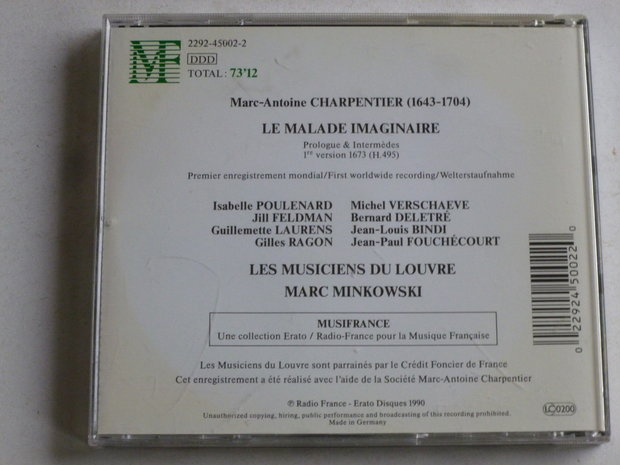 MF
2292-45002-2
DDD
TOTAL : 73'12
Marc-Antoine CHARPENTIER (1643-1704)
LE MALADE IMAGINAIRE
Prologue & Intermèdes
1re version 1673 (H.495)
Premier enregistrement mondial/First worldwide recording/Welterstaufnahme
Isabelle POULENARD Michel VERSCHAEVE
Jill FELDMAN Bernard DELETRÉ
Guillemette LAURENS Jean-Louis BINDI
Gilles RAGON Jean-Paul FOUCHÉCOURT
LES MUSICIENS DU LOUVRE
MARC MINKOWSKI
MUSIFRANCE
Une collection Erato / Radio-France pour la Musique Française
Les Musiciens du Louvre sont parrainés par le Crédit Foncier de France
Cet enregistrement a été réalisé avec l'aide de la Société Marc-Antoine Charpentier
℗ Radio France - Erato Disques 1990
Unauthorized copying, hiring, public performance and broadcasting of this recording prohibited.
Made in Germany
0 22924 50022 0
LC 0200